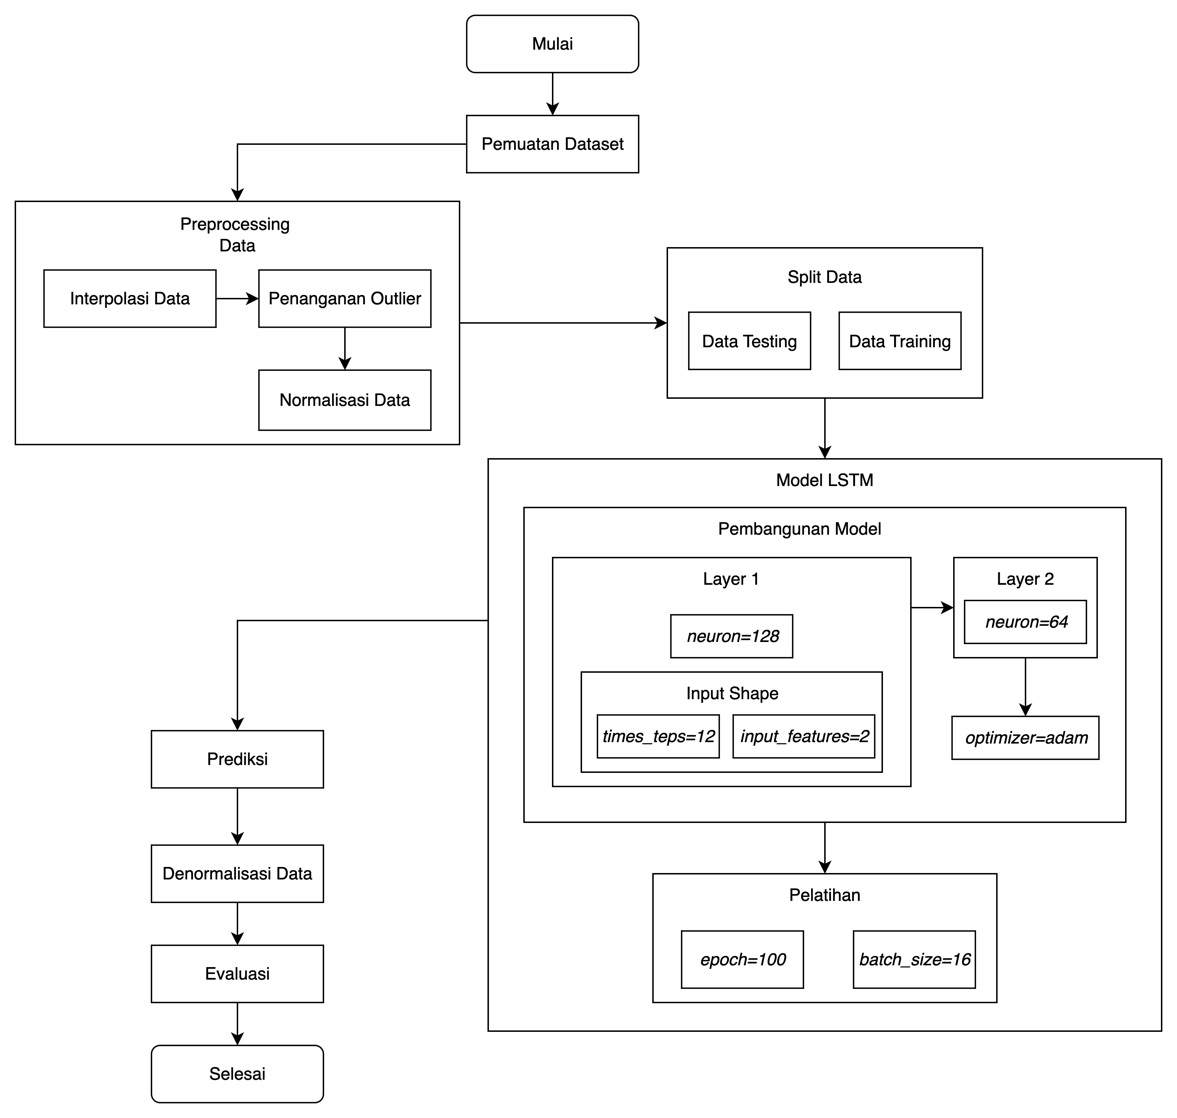 Mulai
Pemuatan Dataset
Preprocessing
Data
Interpolasi Data
Penanganan Outlier
Normalisasi Data
Split Data
Data Testing
Data Training
Model LSTM
Pembangunan Model
Layer 1
neuron=128
Input Shape
times_teps=12
input_features=2
Layer 2
neuron=64
optimizer=adam
Pelatihan
epoch=100
batch_size=16
Prediksi
Denormalisasi Data
Evaluasi
Selesai